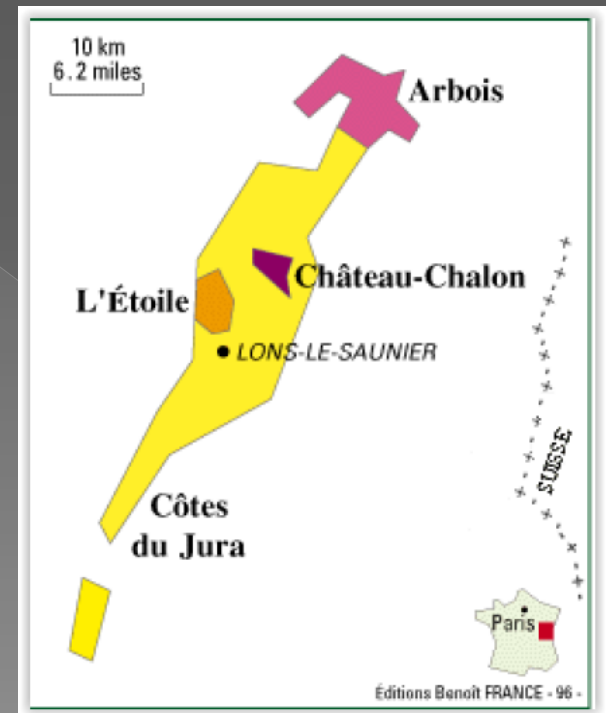 10 km
6.2 miles
Arbois
Château-Chalon
L'Étoile
LONS-LE-SAUNIER
SUISSE
Côtes
du Jura
Paris
Éditions Benoît FRANCE - 96 -